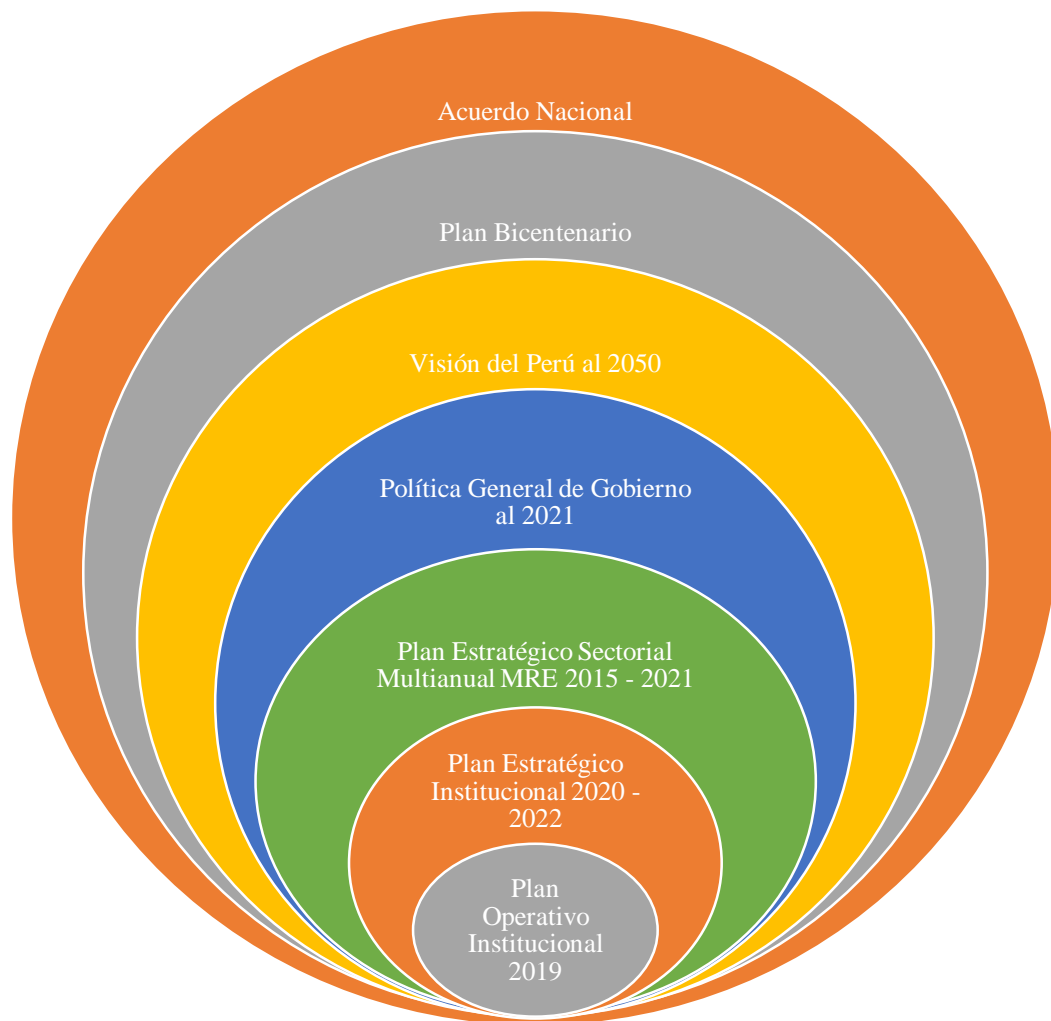 Acuerdo Nacional
Plan Bicentenario
Visión del Perú al 2050
Política General de Gobierno
al 2021
Plan Estratégico Sectorial
Multianual MRE 2015 - 2021
Plan Estratégico
Institucional 2020 -
2022
Plan
Operativo
Institucional
2019